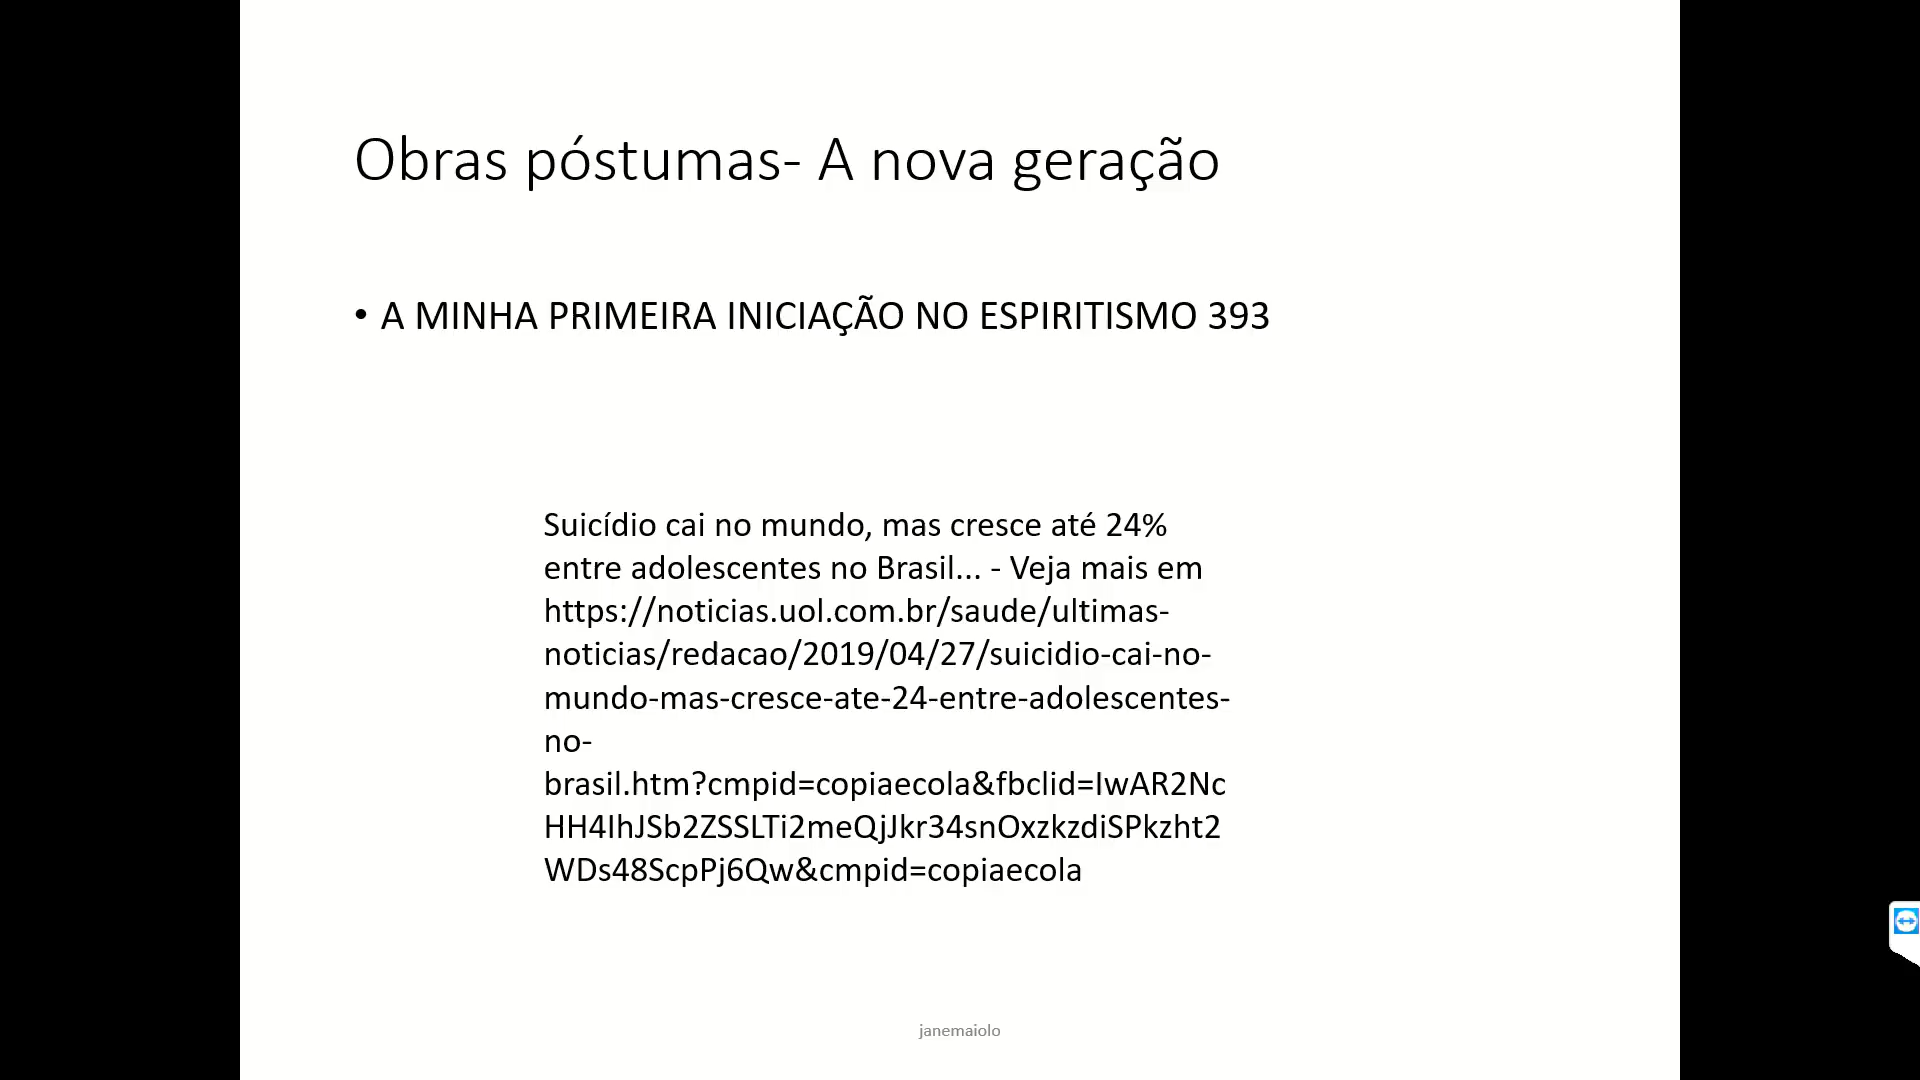 Obras póstumas- A nova geração
• A MINHA PRIMEIRA INICIAÇÃO NO ESPIRITISMO 393
Suicídio cai no mundo, mas cresce até 24%
entre adolescentes no Brasil... - Veja mais em
https://noticias.uol.com.br/saude/ultimas-
noticias/redacao/2019/04/27/suicidio-cai-no-
mundo-mas-cresce-ate-24-entre-adolescentes-
no-
brasil.htm?cmpid=copiaecola&fbclid=IwAR2Nc
HH4IhJSb2ZSSLTi2meQjJkr34snOxzkzdiSPkzht2
WDs48ScpPj6Qw&cmpid=copiaecola
janemaiolo